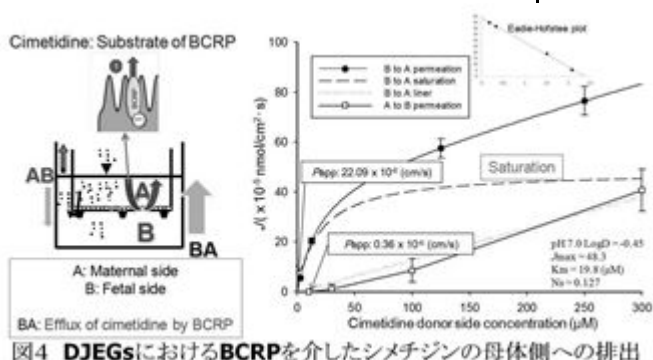 Cimetidine: Substrate of BCRP
BCRP
AB
A
B
BA
A: Maternal side
B: Fetal side
BA: Efflux of cimetidine by BCRP
Eadie-Hofstee plot
B to A permeation
B to A saturation
B to A liner
A to B permeation
Papp: 22.09 x 10⁻⁶ (cm/s)
Papp: 0.36 x 10⁻⁶ (cm/s)
Saturation
pH 7.0 LogD = -0.45
Jmax = 48.3
Km = 19.8 (μM)
Ns = 0.127
J( x 10⁻⁵ nmol/cm²· s)
100
80
60
40
20
0
0 50 100 150 200 250 300
Cimetidine donor side concentration (μM)
図4 DJEGsにおけるBCRPを介したシメチジンの母体側への排出